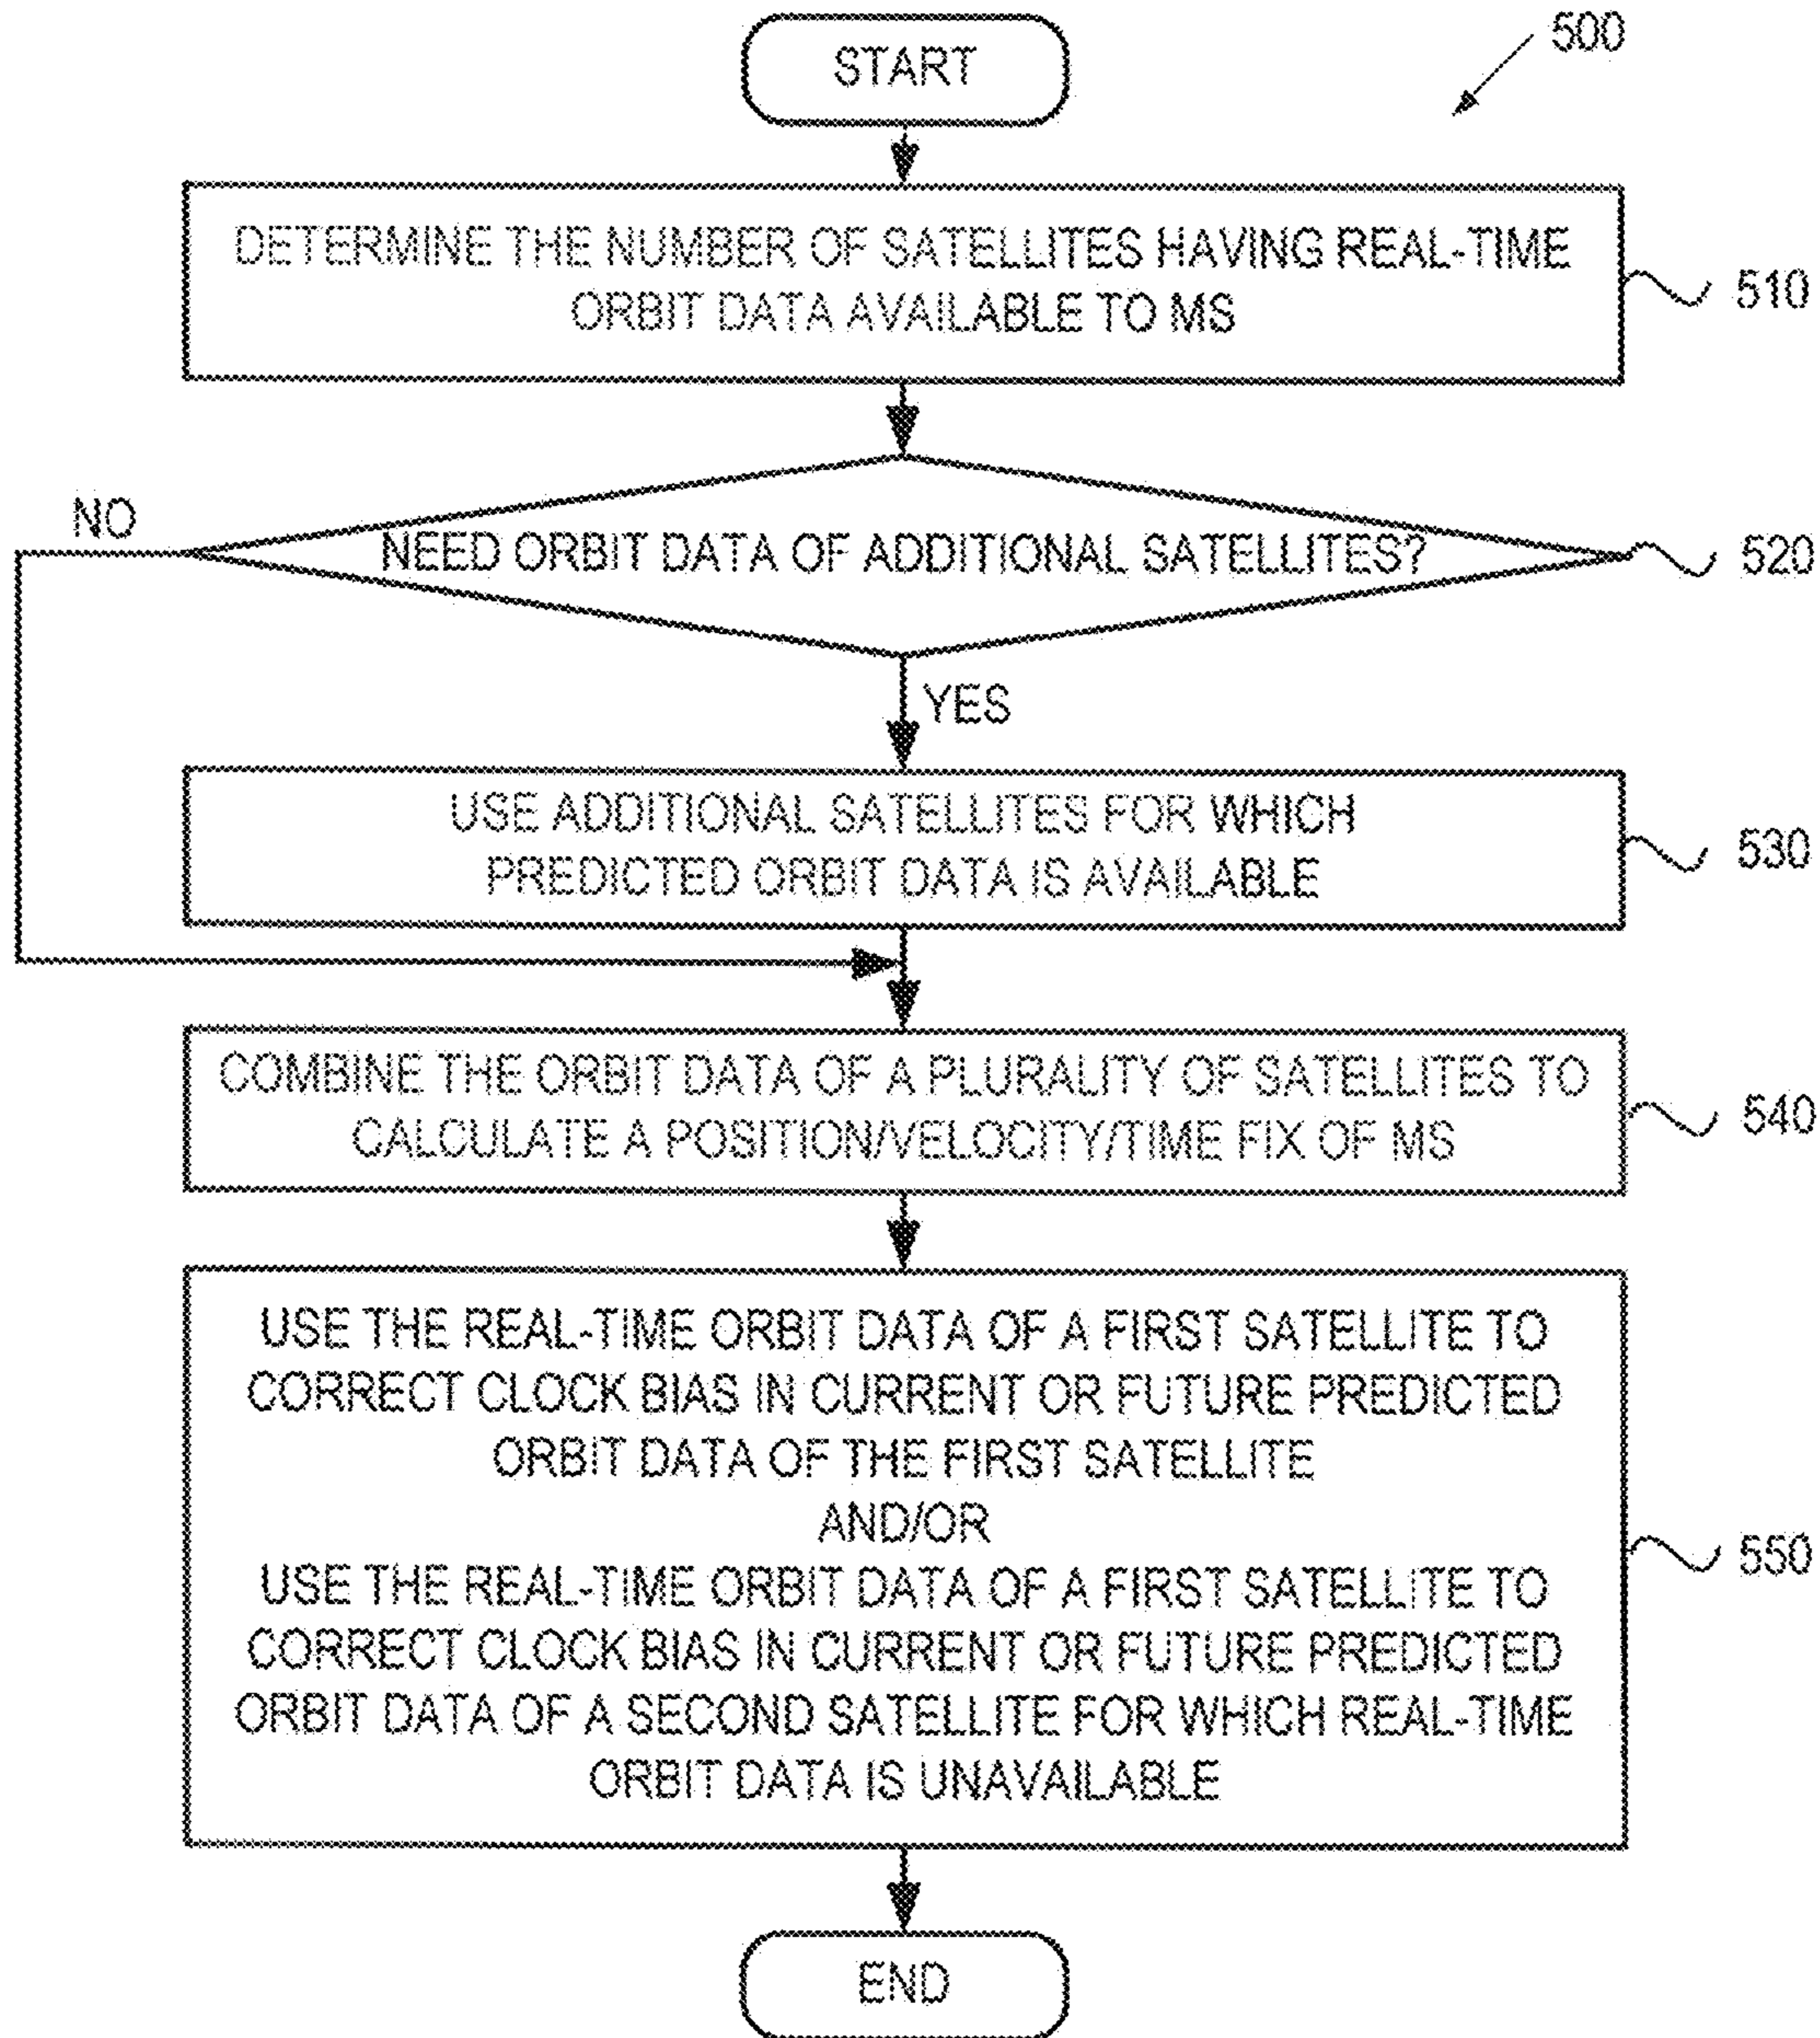 START
500
DETERMINE THE NUMBER OF SATELLITES HAVING REAL-TIME
ORBIT DATA AVAILABLE TO MS
510
NO
NEED ORBIT DATA OF ADDITIONAL SATELLITES?
520
YES
USE ADDITIONAL SATELLITES FOR WHICH
PREDICTED ORBIT DATA IS AVAILABLE
530
COMBINE THE ORBIT DATA OF A PLURALITY OF SATELLITES TO
CALCULATE A POSITION/VELOCITY/TIME FIX OF MS
540
USE THE REAL-TIME ORBIT DATA OF A FIRST SATELLITE TO
CORRECT CLOCK BIAS IN CURRENT OR FUTURE PREDICTED
ORBIT DATA OF THE FIRST SATELLITE
AND/OR
USE THE REAL-TIME ORBIT DATA OF A FIRST SATELLITE TO
CORRECT CLOCK BIAS IN CURRENT OR FUTURE PREDICTED
ORBIT DATA OF A SECOND SATELLITE FOR WHICH REAL-TIME
ORBIT DATA IS UNAVAILABLE
550
END